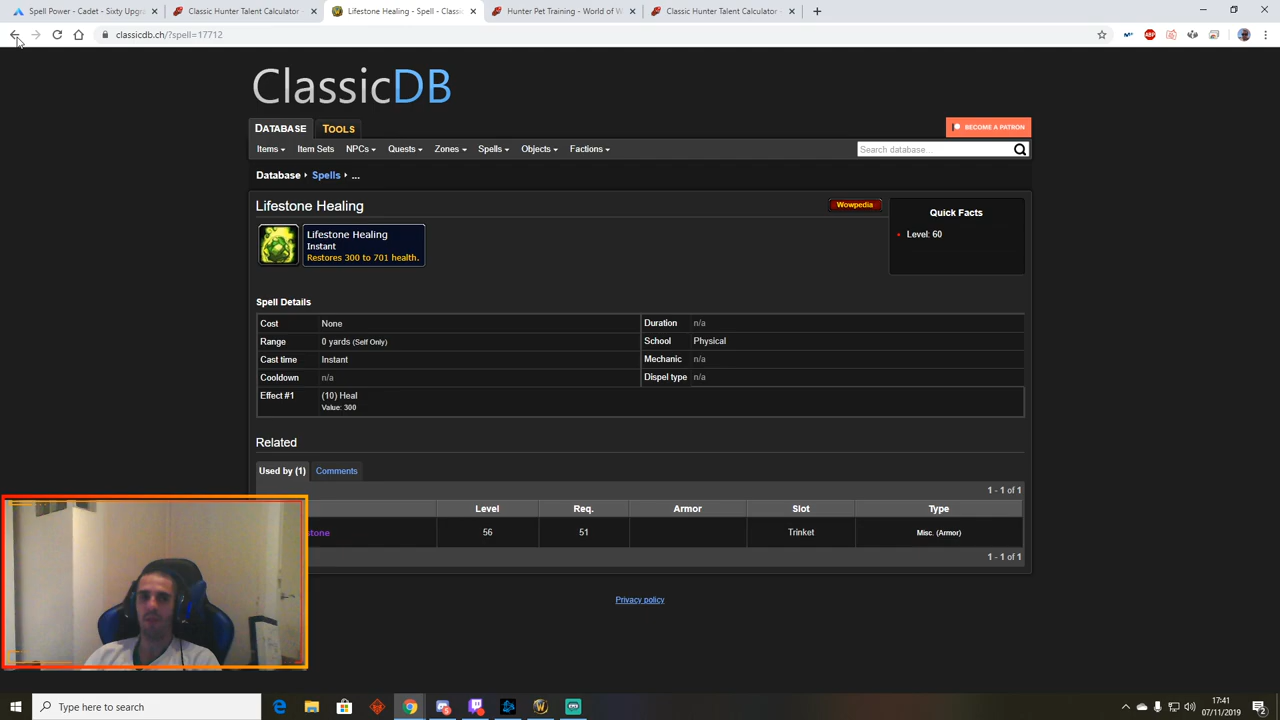 Spell Power - Cadet - Sixty Upgra
Classic Hunter Talent Calculator -
Lifestone Healing - Spell - Classic
Hunter Pet Training - World of W
Classic Hunter Talent Calculator -
classicdb.ch/?spell=17712
ABP
ClassicDB
DATABASE
TOOLS
BECOME A PATRON
Items
Item Sets
NPCs
Quests
Zones
Spells
Objects
Factions
Search database...
Database
Spells
...
Lifestone Healing
Wowpedia
Quick Facts
Level: 60
Lifestone Healing
Instant
Restores 300 to 701 health.
Spell Details
Cost None
Duration n/a
Range 0 yards (Self Only)
School Physical
Cast time Instant
Mechanic n/a
Cooldown n/a
Dispel type n/a
Effect #1 (10) Heal
Value: 300
Related
Used by (1)
Comments
1 - 1 of 1
Level Req. Armor Slot Type
stone 56 51 Trinket Misc. (Armor)
1 - 1 of 1
Privacy policy
Type here to search
17:41
07/11/2019
2